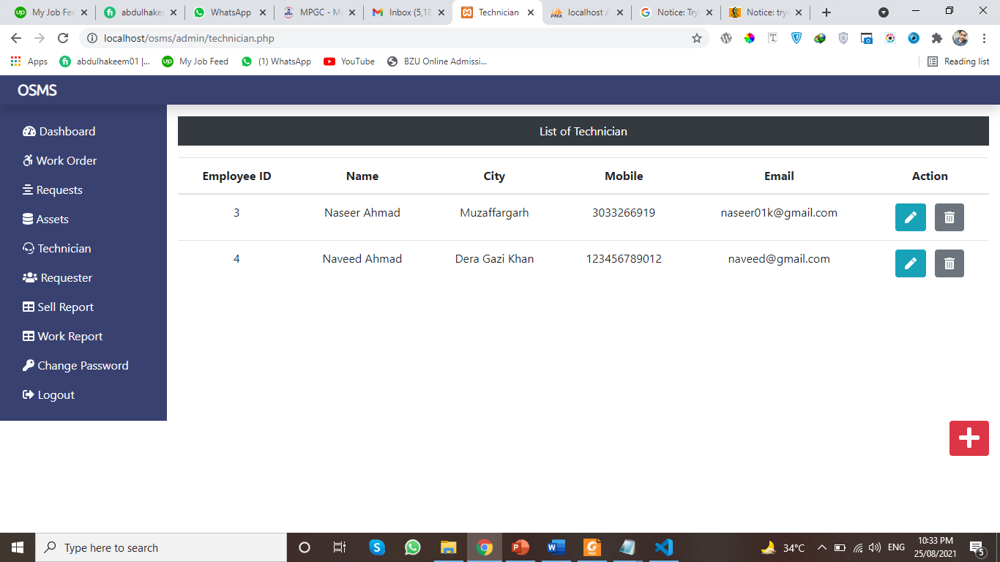 My Job Fee
abdulhakee
WhatsApp
MPGC - M
Inbox (5,18
Technician
localhost /
Notice: Try
Notice: tryi
localhost/osms/admin/technician.php
Apps
abdulhakeem01 |...
My Job Feed
(1) WhatsApp
YouTube
BZU Online Admissi...
Reading list
OSMS
Dashboard
Work Order
Requests
Assets
Technician
Requester
Sell Report
Work Report
Change Password
Logout
List of Technician
Employee ID Name City Mobile Email Action
3 Naseer Ahmad Muzaffargarh 3033266919 naseer01k@gmail.com
4 Naveed Ahmad Dera Gazi Khan 123456789012 naveed@gmail.com
Type here to search
34°C
ENG
10:33 PM
25/08/2021
5